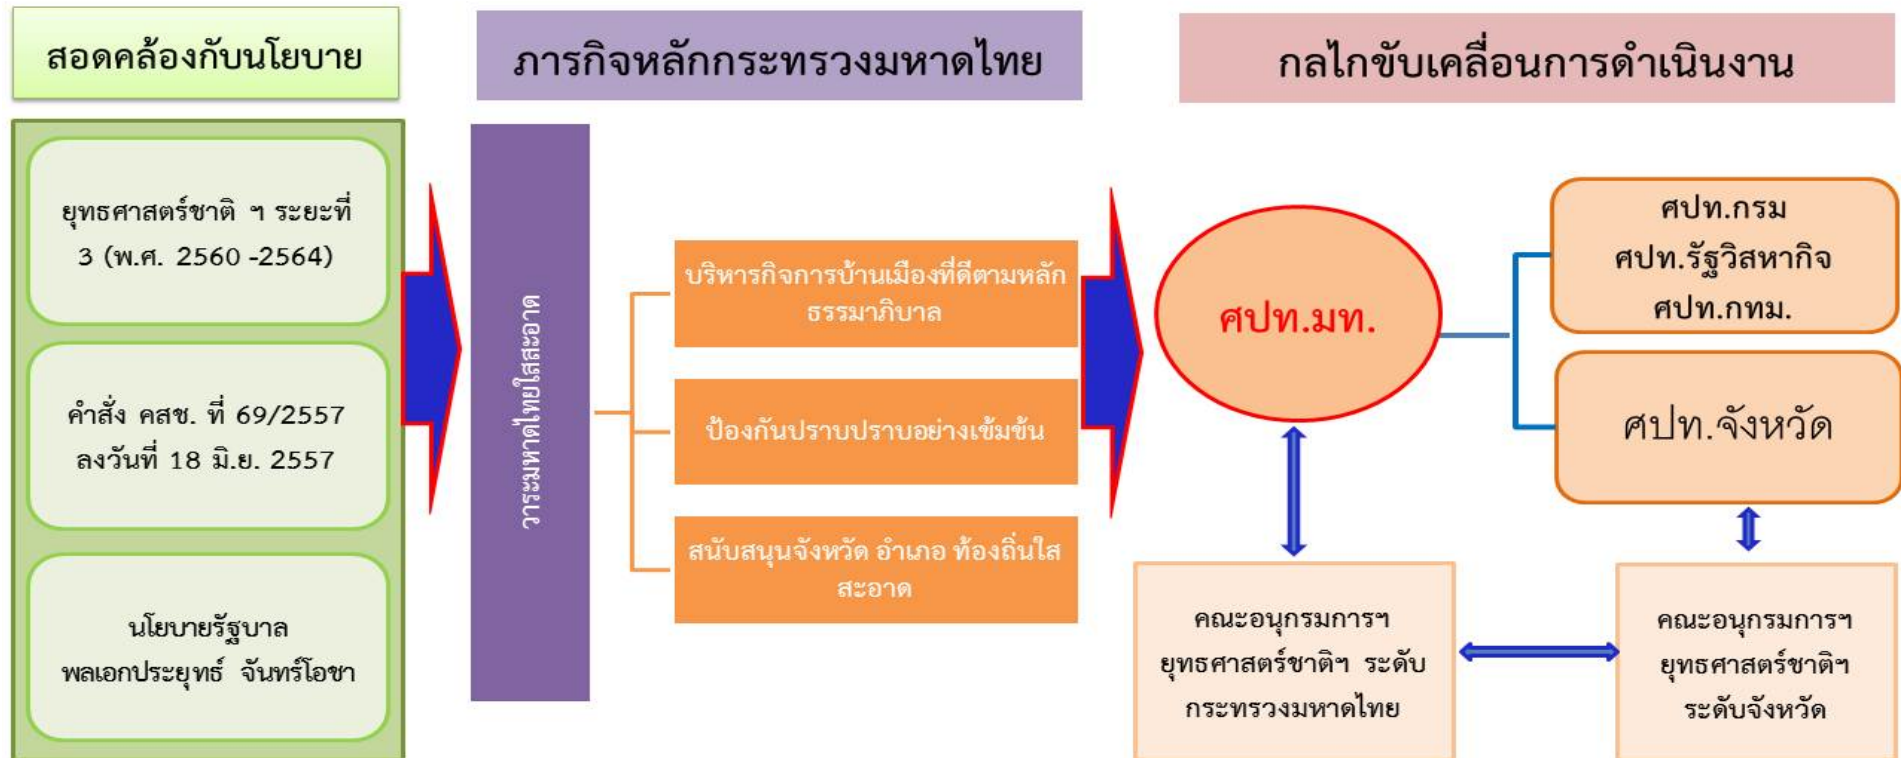 สอดคล้องกับนโยบาย
ยุทธศาสตร์ชาติ ฯ ระยะที่
3 (พ.ศ. 2560 -2564)
คำสั่ง คสช. ที่ 69/2557
ลงวันที่ 18 มิ.ย. 2557
นโยบายรัฐบาล
พลเอกประยุทธ์ จันทร์โอชา
ภารกิจหลักกระทรวงมหาดไทย
วาระมหาดไทยใสสะอาด
บริหารกิจการบ้านเมืองที่ดีตามหลัก
ธรรมาภิบาล
ป้องกันปราบปราบอย่างเข้มข้น
สนับสนุนจังหวัด อำเภอ ท้องถิ่นใส
สะอาด
กลไกขับเคลื่อนการดำเนินงาน
ศปท.มท.
ศปท.กรม
ศปท.รัฐวิสหากิจ
ศปท.กทม.
ศปท.จังหวัด
คณะอนุกรมการฯ
ยุทธศาสตร์ชาติฯ ระดับ
กระทรวงมหาดไทย
คณะอนุกรมการฯ
ยุทธศาสตร์ชาติฯ
ระดับจังหวัด